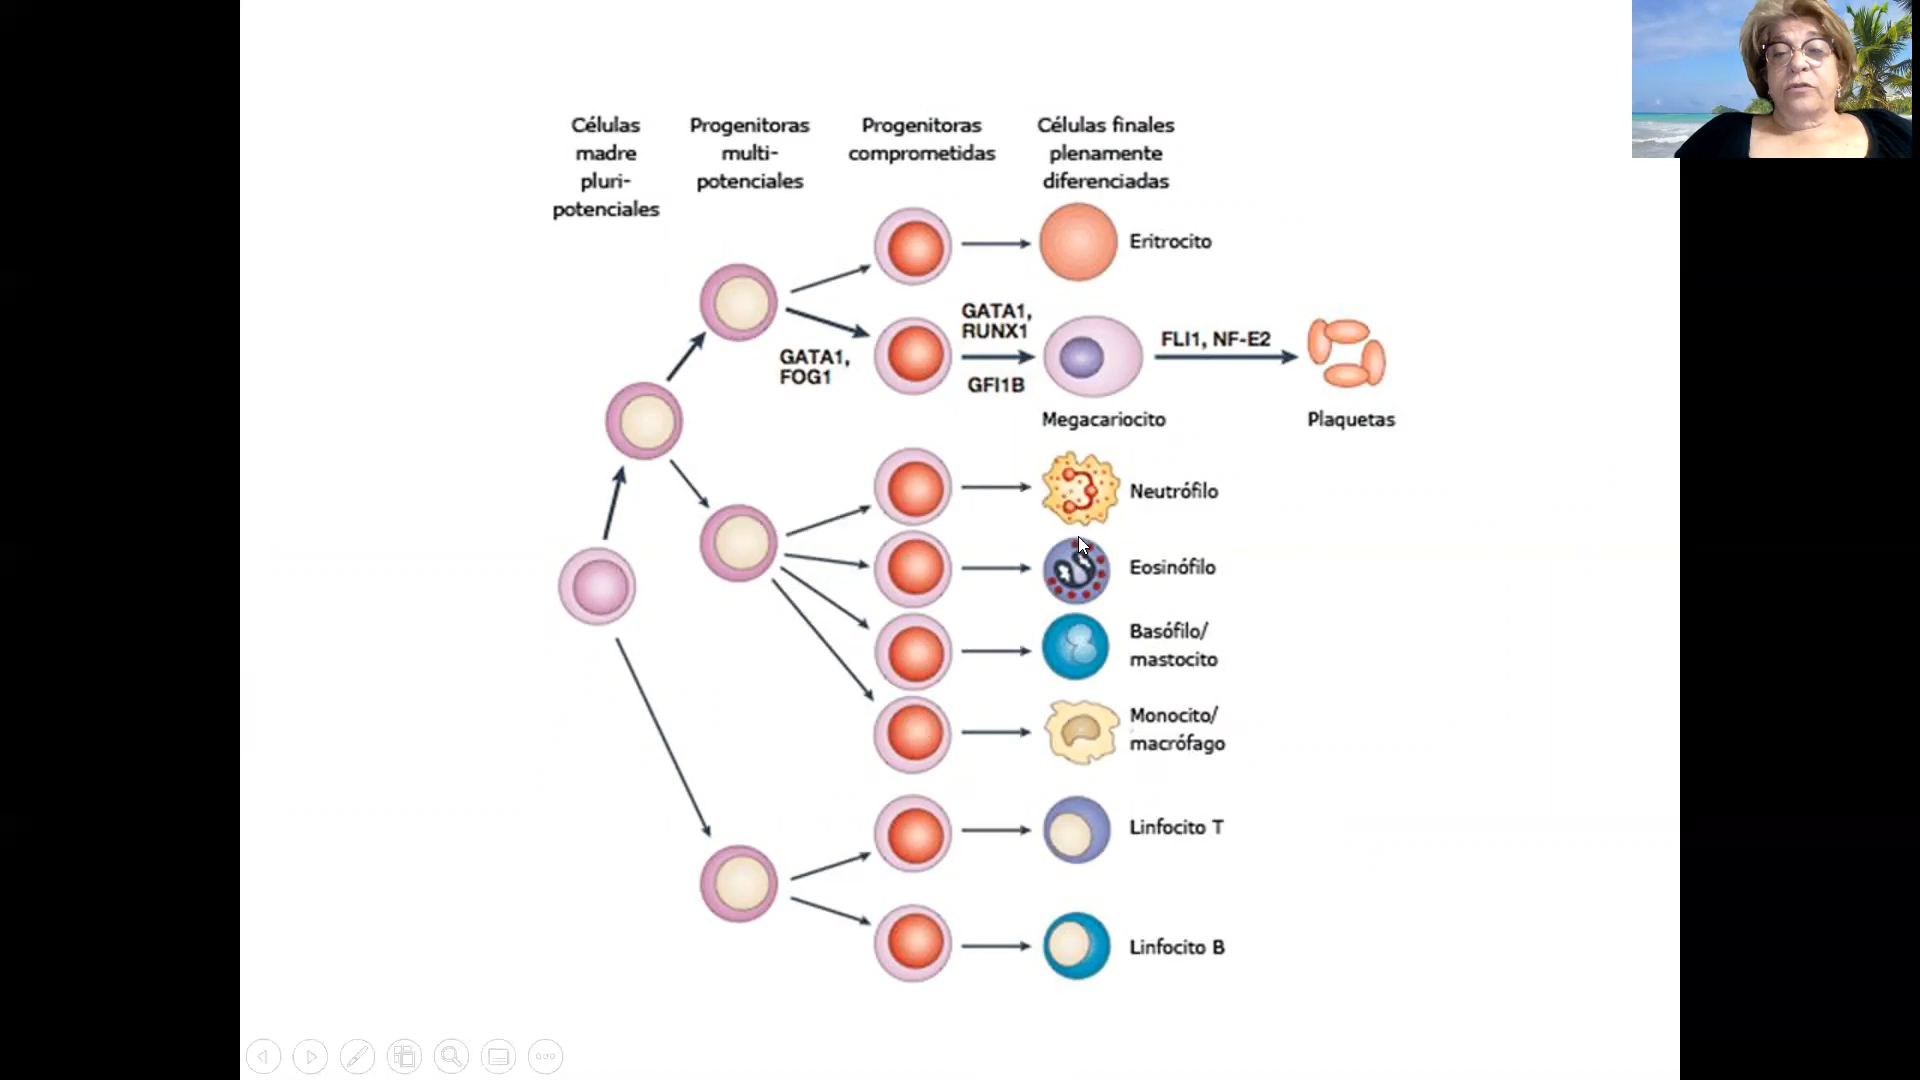 Células
madre
pluri-
potenciales
Progenitoras
multi-
potenciales
Progenitoras
comprometidas
Células finales
plenamente
diferenciadas
Eritrocito
GATA1,
FOG1
GATA1,
RUNX1
GFI1B
Megacariocito
FLI1, NF-E2
Plaquetas
Neutrófilo
Eosinófilo
Basófilo/
mastocito
Monocito/
macrófago
Linfocito T
Linfocito B